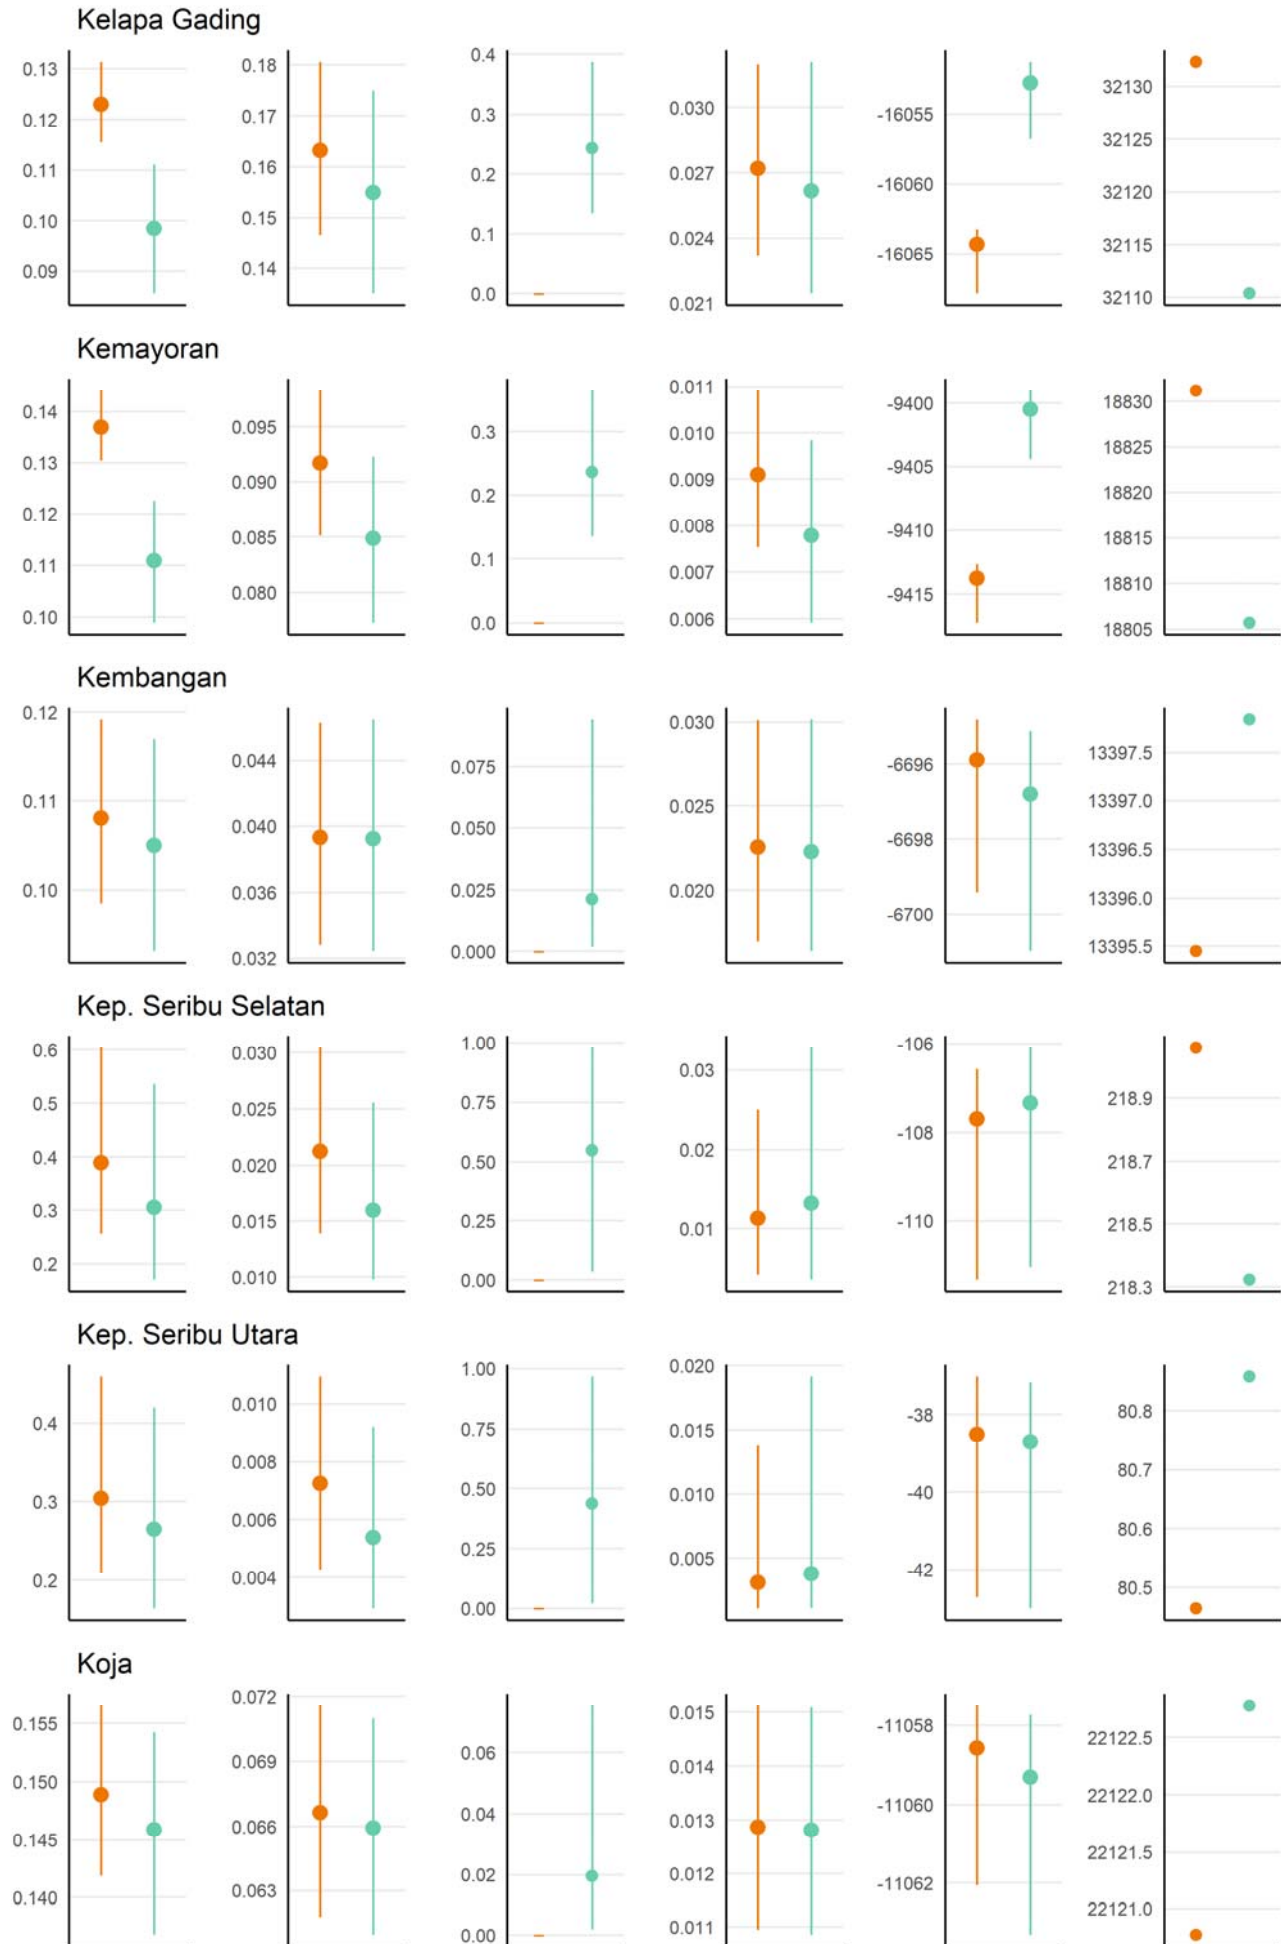 Kelapa Gading
0.13 0.18 0.4 0.030 -16055 32130
0.12 0.17 0.3 0.027 -16060 32125
0.11 0.16 0.2 0.024 -16065 32120
0.10 0.15 0.1 0.021 32115
0.09 0.14 0.0 32110
Kemayoran
0.14 0.095 0.3 0.011 -9400 18830
0.13 0.090 0.2 0.010 -9405 18825
0.12 0.085 0.1 0.009 -9410 18820
0.11 0.080 0.0 0.008 -9415 18815
0.10 0.007 18810
0.006 18805
Kembangan
0.12 0.044 0.075 0.030 -6696 13397.5
0.11 0.040 0.050 0.025 -6698 13397.0
0.10 0.036 0.025 0.020 -6700 13396.5
0.032 0.000 13396.0
13395.5
Kep. Seribu Selatan
0.6 0.030 1.00 0.03 -106 218.9
0.5 0.025 0.75 0.02 -108 218.7
0.4 0.020 0.50 0.01 -110 218.5
0.3 0.015 0.25 218.3
0.2 0.010 0.00
Kep. Seribu Utara
0.4 0.010 1.00 0.020 -38 80.8
0.3 0.008 0.75 0.015 -40 80.7
0.2 0.006 0.50 0.010 -42 80.6
0.004 0.25 0.005 80.5
0.00
Koja
0.155 0.072 0.06 0.015 -11058 22122.5
0.150 0.069 0.04 0.014 -11060 22122.0
0.145 0.066 0.02 0.013 -11062 22121.5
0.140 0.063 0.00 0.012 22121.0
0.011